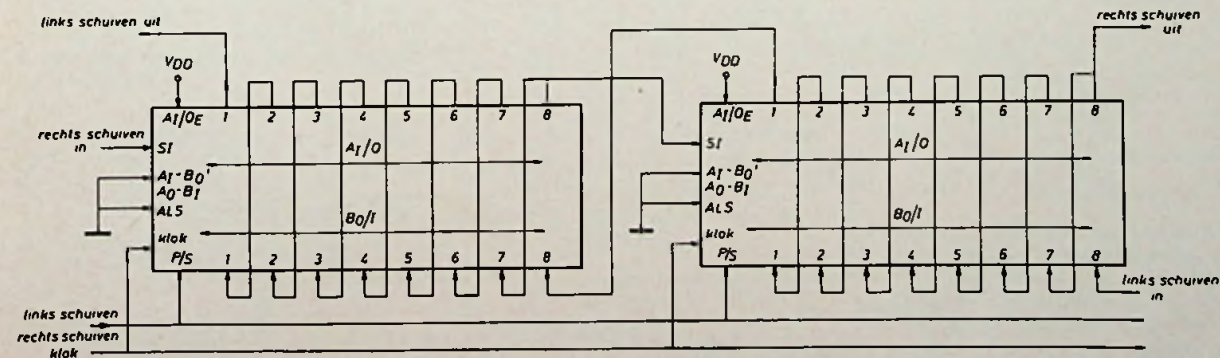 links schuiven uit
rechts schuiven
uit
VDD
VDD
AI/OE 1 2 3 4 5 6 7 8
AI/OE 1 2 3 4 5 6 7 8
rechts schuiven
in
SI
AI/O
SI
AI/O
AI-BO'
AO-BI
ALS
AI-BO'
AO-BI
ALS
BO/I
BO/I
klok
klok
P/S 1 2 3 4 5 6 7 8
P/S 1 2 3 4 5 6 7 8
links schuiven
in
links schuiven
rechts schuiven
klok